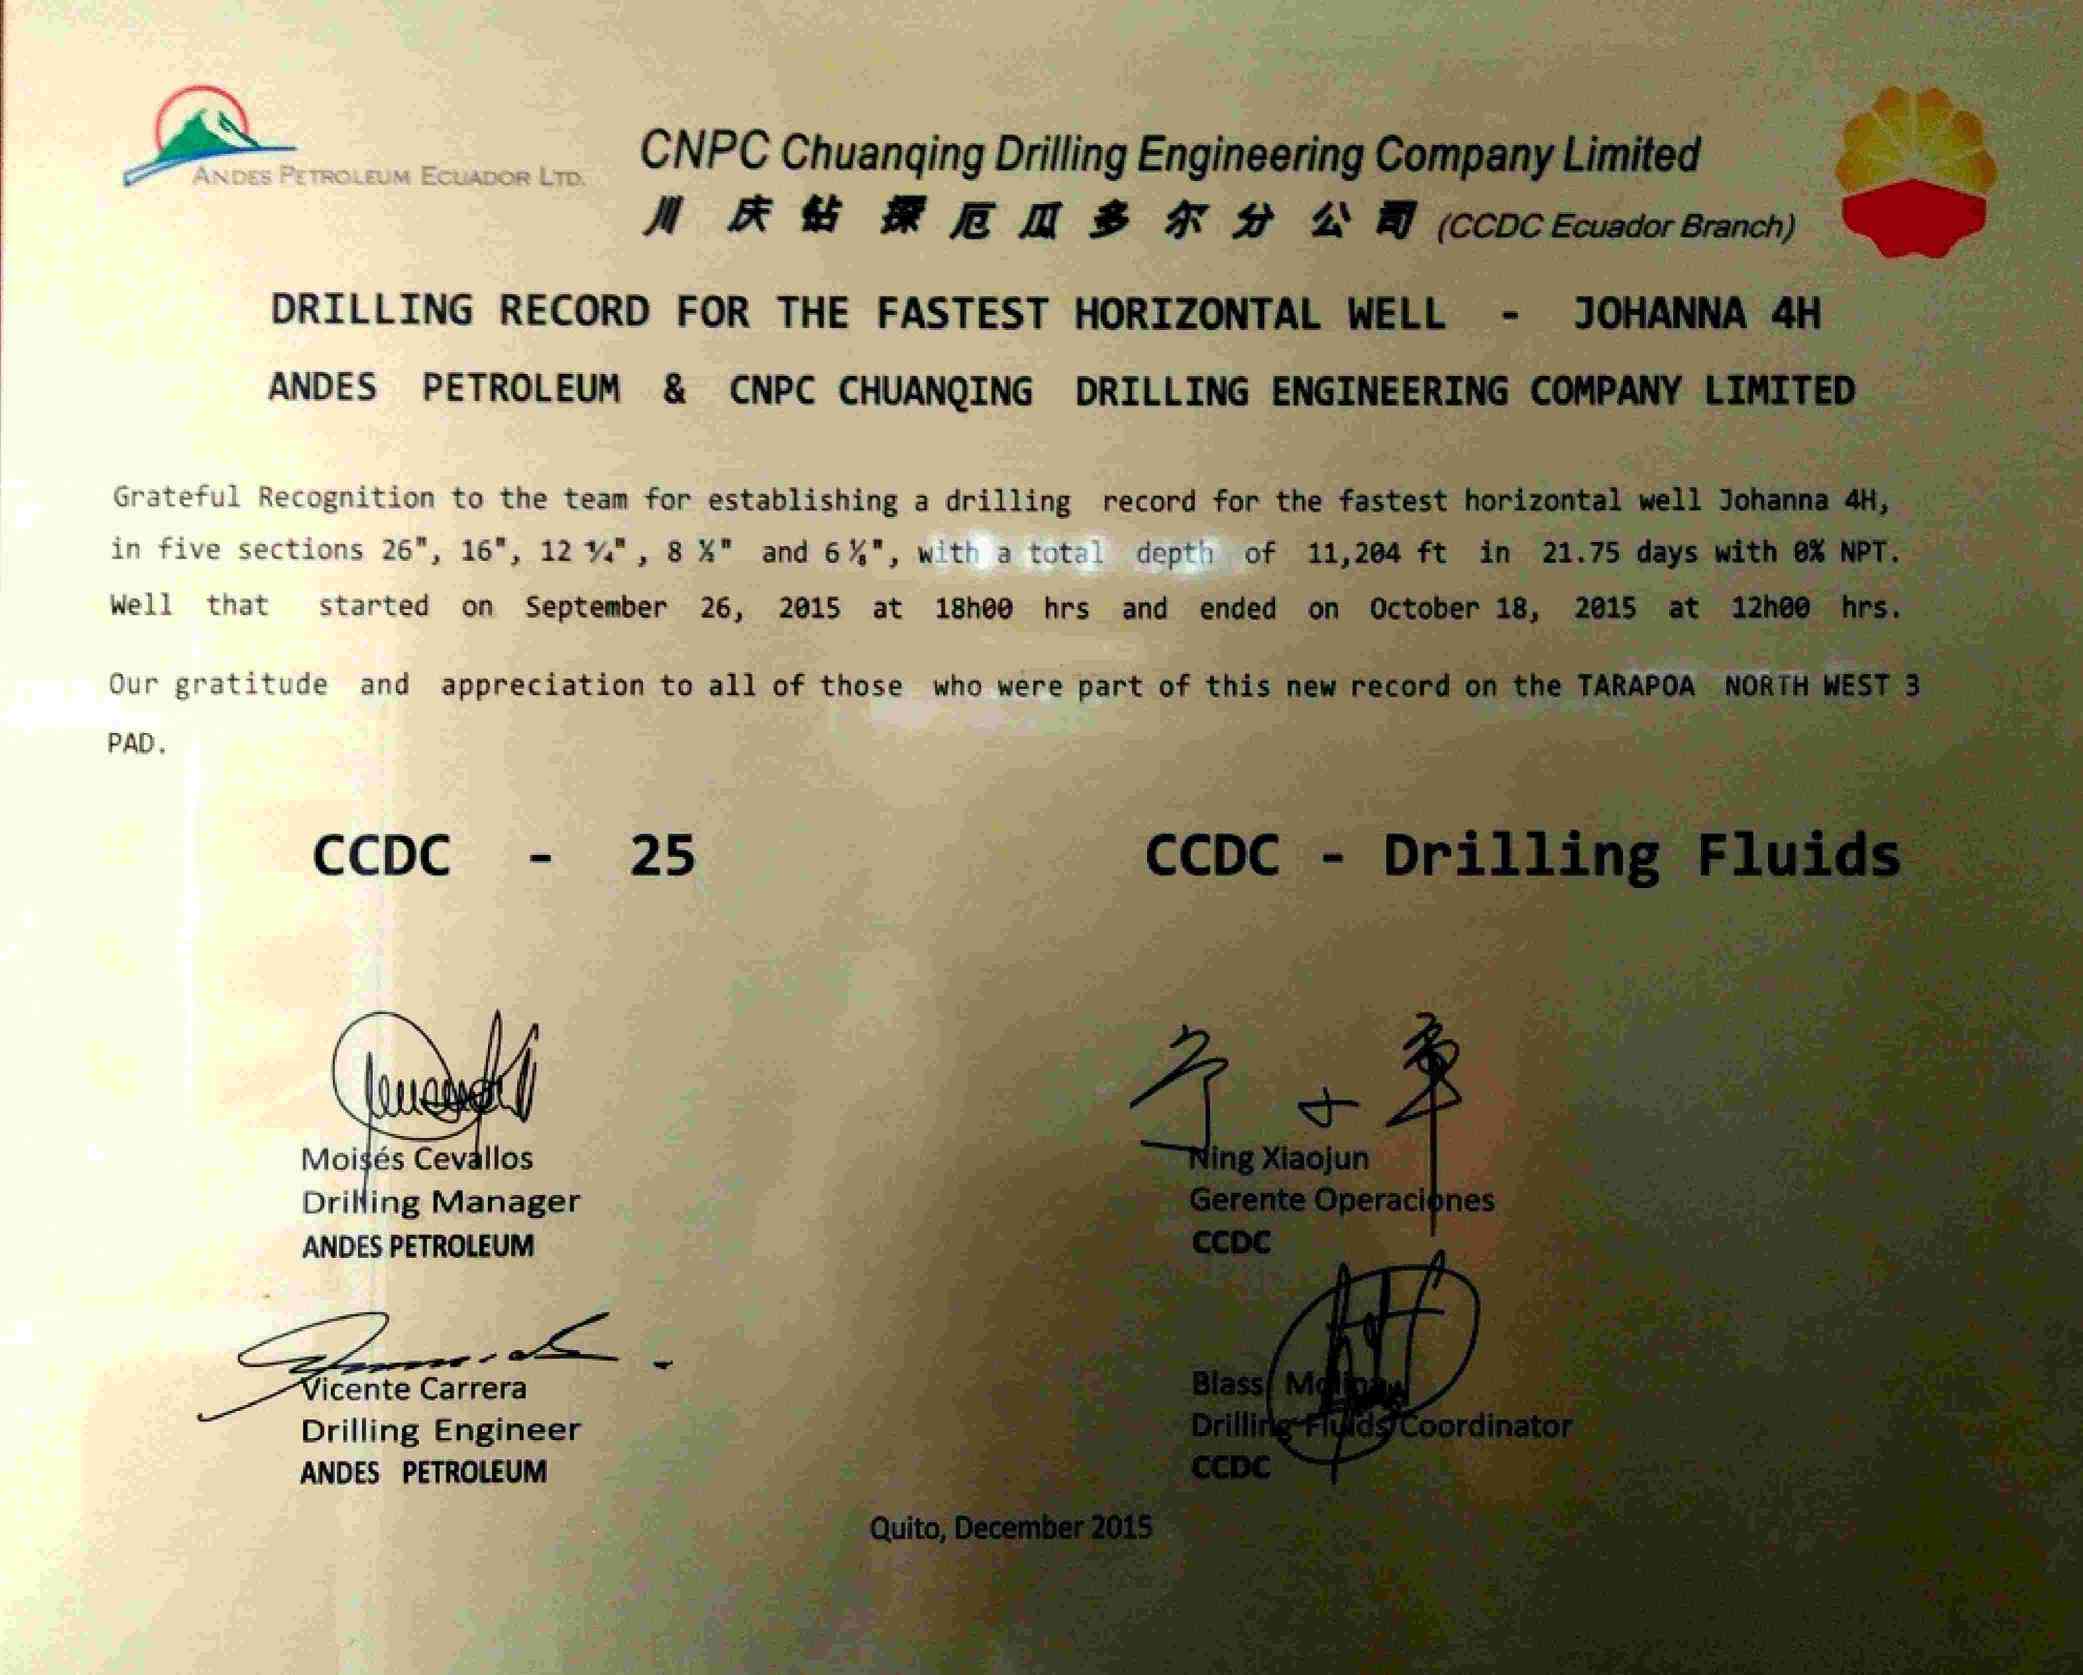 ANDES PETROLEUM ECUADOR LTD.
CNPC Chuanqing Drilling Engineering Company Limited
川 庆 钻 探 厄 瓜 多 尔 分 公 司 (CCDC Ecuador Branch)
DRILLING RECORD FOR THE FASTEST HORIZONTAL WELL - JOHANNA 4H
ANDES PETROLEUM & CNPC CHUANQING DRILLING ENGINEERING COMPANY LIMITED
Grateful Recognition to the team for establishing a drilling record for the fastest horizontal well Johanna 4H,
in five sections 26", 16", 12 ¼", 8 ½" and 6 ⅛", with a total depth of 11,204 ft in 21.75 days with 0% NPT.
Well that started on September 26, 2015 at 18h00 hrs and ended on October 18, 2015 at 12h00 hrs.
Our gratitude and appreciation to all of those who were part of this new record on the TARAPOA NORTH WEST 3
PAD.
CCDC - 25
CCDC - Drilling Fluids
Moisés Cevallos
Drilling Manager
ANDES PETROLEUM
Ning Xiaojun
Gerente Operaciones
CCDC
Vicente Carrera
Drilling Engineer
ANDES PETROLEUM
Blass Molina
Drilling Fluids Coordinator
CCDC
Quito, December 2015